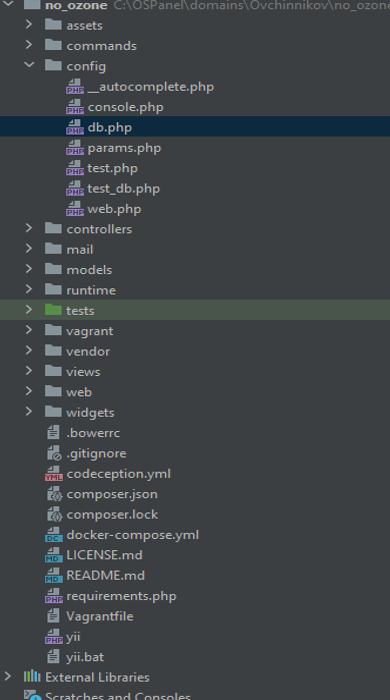 no_ozone C:\OSPanel\domains\Ovchinnikov\no_ozone
assets
commands
config
__autocomplete.php
console.php
db.php
params.php
test.php
test_db.php
web.php
controllers
mail
models
runtime
tests
vagrant
vendor
views
web
widgets
.bowerrc
.gitignore
codeception.yml
composer.json
composer.lock
docker-compose.yml
LICENSE.md
README.md
requirements.php
Vagrantfile
yii
yii.bat
External Libraries
Scratches and Consoles